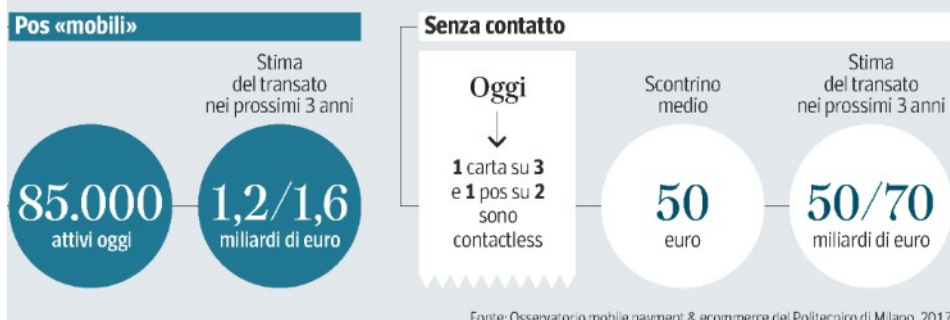 Pos «mobili»
85.000
attivi oggi
Stima
del transato
nei prossimi 3 anni
1,2/1,6
miliardi di euro
Senza contatto
Oggi
1 carta su 3
e 1 pos su 2
sono
contactless
Scontrino
medio
50
euro
Stima
del transato
nei prossimi 3 anni
50/70
miliardi di euro
Fonte: Osservatorio mobile payment & ecommerce del Politecnico di Milano,